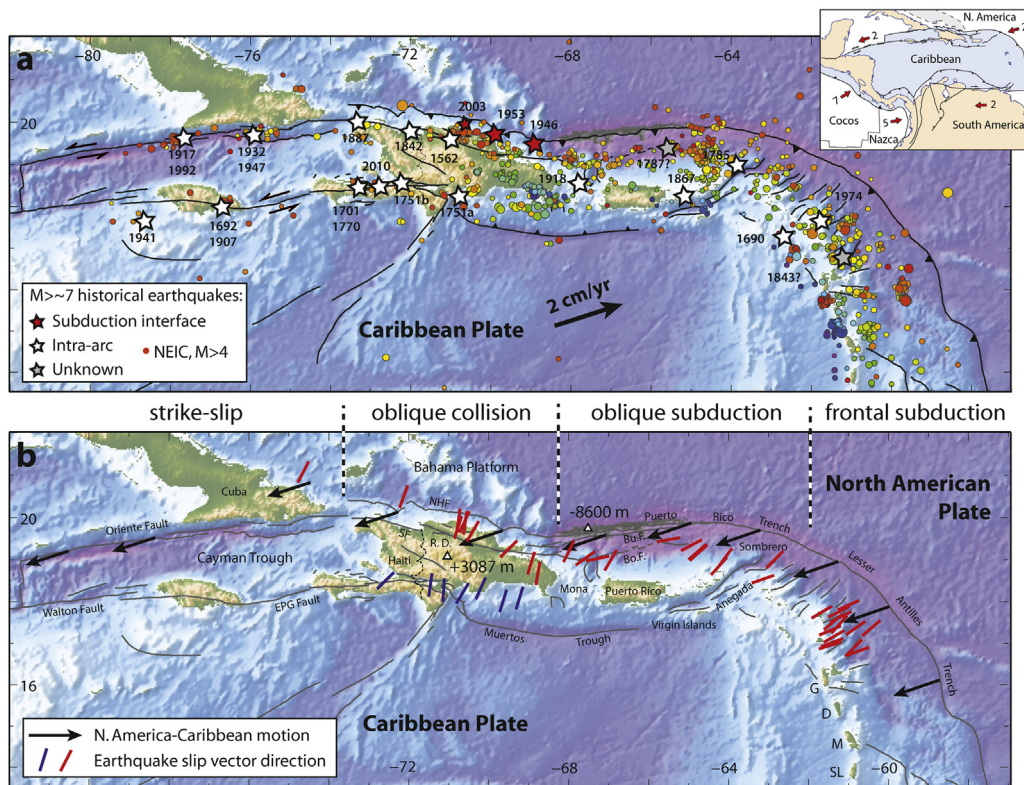 a
−80
−76
−72
−68
−64
N. America
2
2
Caribbean
7
2
Cocos
5
South America
Nazca
20
2003
1953
1946
1917
1992
1932
1947
1887
1842
1562
1787?
1785
2010
1918
1867
1974
1701
1770
1751b
1751a
1941
1692
1907
1690
1843?
M>~7 historical earthquakes:
Subduction interface
Intra-arc
NEIC, M>4
Unknown
Caribbean Plate
2 cm/yr
strike-slip
oblique collision
oblique subduction
frontal subduction
b
Bahama Platform
North American
Plate
Cuba
NHF
-8600 m
Puerto
Rico
Trench
20
Oriente Fault
SF
R. D.
Bu.F.
Bo.F.
Sombrero
Cayman Trough
Haiti
+3087 m
Lesser
Mona
Puerto Rico
Anegada
Antilles
Walton Fault
EPG Fault
Virgin Islands
Muertos
Trough
Trench
16
G
D
M
SL
Caribbean Plate
N. America-Caribbean motion
Earthquake slip vector direction
−72
−68
−64
−60